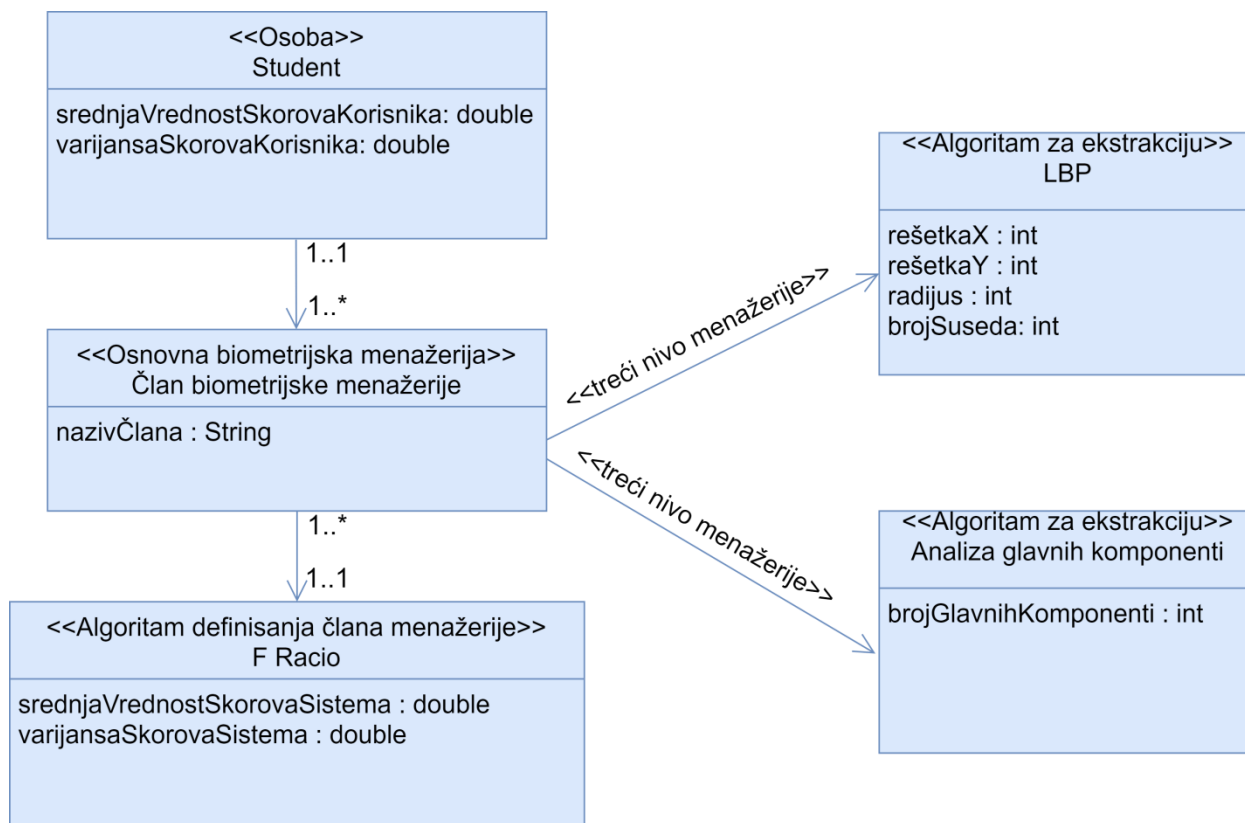 <<Osoba>>
Student
srednjaVrednostSkorovaKorisnika: double
varijansaSkorovaKorisnika: double
1..1
1..*
<<Osnovna biometrijska menažerija>>
Član biometrijske menažerije
nazivČlana : String
1..*
1..1
<<Algoritam definisanja člana menažerije>>
F Racio
srednjaVrednostSkorovaSistema : double
varijansaSkorovaSistema : double
<<treći nivo menažerije>>
<<treći nivo menažerije>>
<<Algoritam za ekstrakciju>>
LBP
rešetkaX : int
rešetkaY : int
radijus : int
brojSuseda: int
<<Algoritam za ekstrakciju>>
Analiza glavnih komponenti
brojGlavnihKomponenti : int